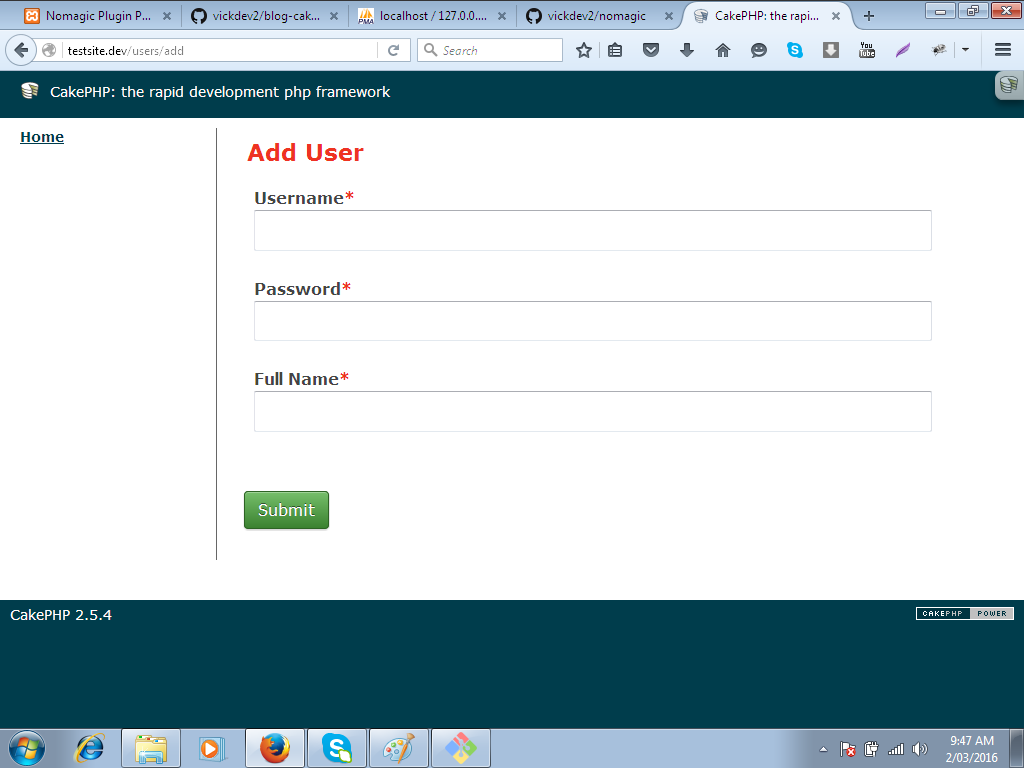 Nomagic Plugin P...
vickdev2/blog-cak...
localhost / 127.0.0....
vickdev2/nomagic
CakePHP: the rapi...
testsite.dev/users/add
Search
CakePHP: the rapid development php framework
Home
Add User
Username*
Password*
Full Name*
Submit
CakePHP 2.5.4
CAKEPHP POWER
9:47 AM
2/03/2016